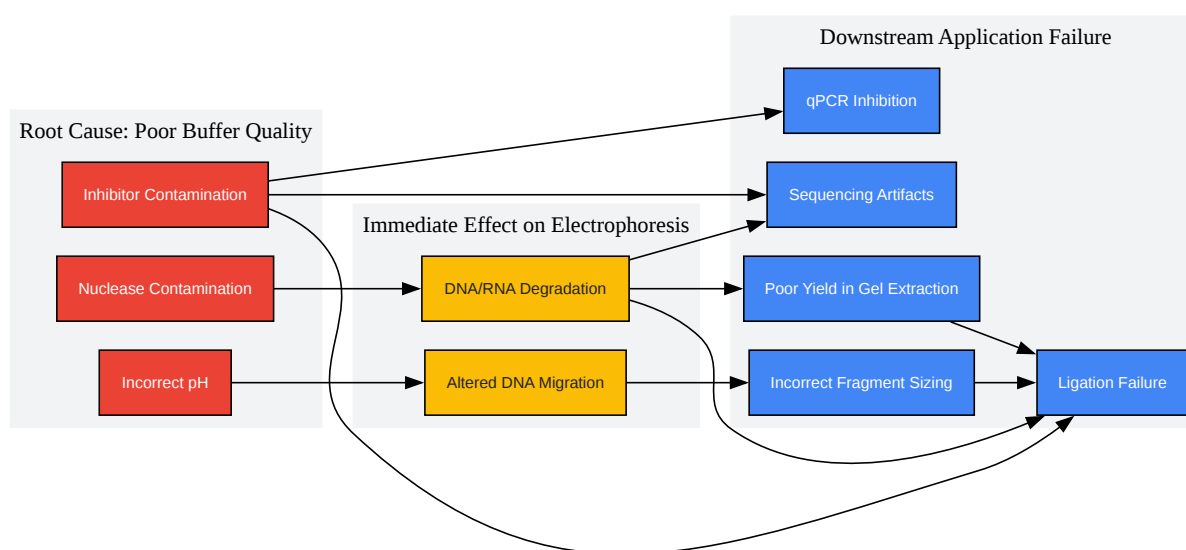 Root Cause: Poor Buffer Quality
Inhibitor Contamination
Nuclease Contamination
Incorrect pH
Immediate Effect on Electrophoresis
DNA/RNA Degradation
Altered DNA Migration
Downstream Application Failure
qPCR Inhibition
Sequencing Artifacts
Poor Yield in Gel Extraction
Incorrect Fragment Sizing
Ligation Failure